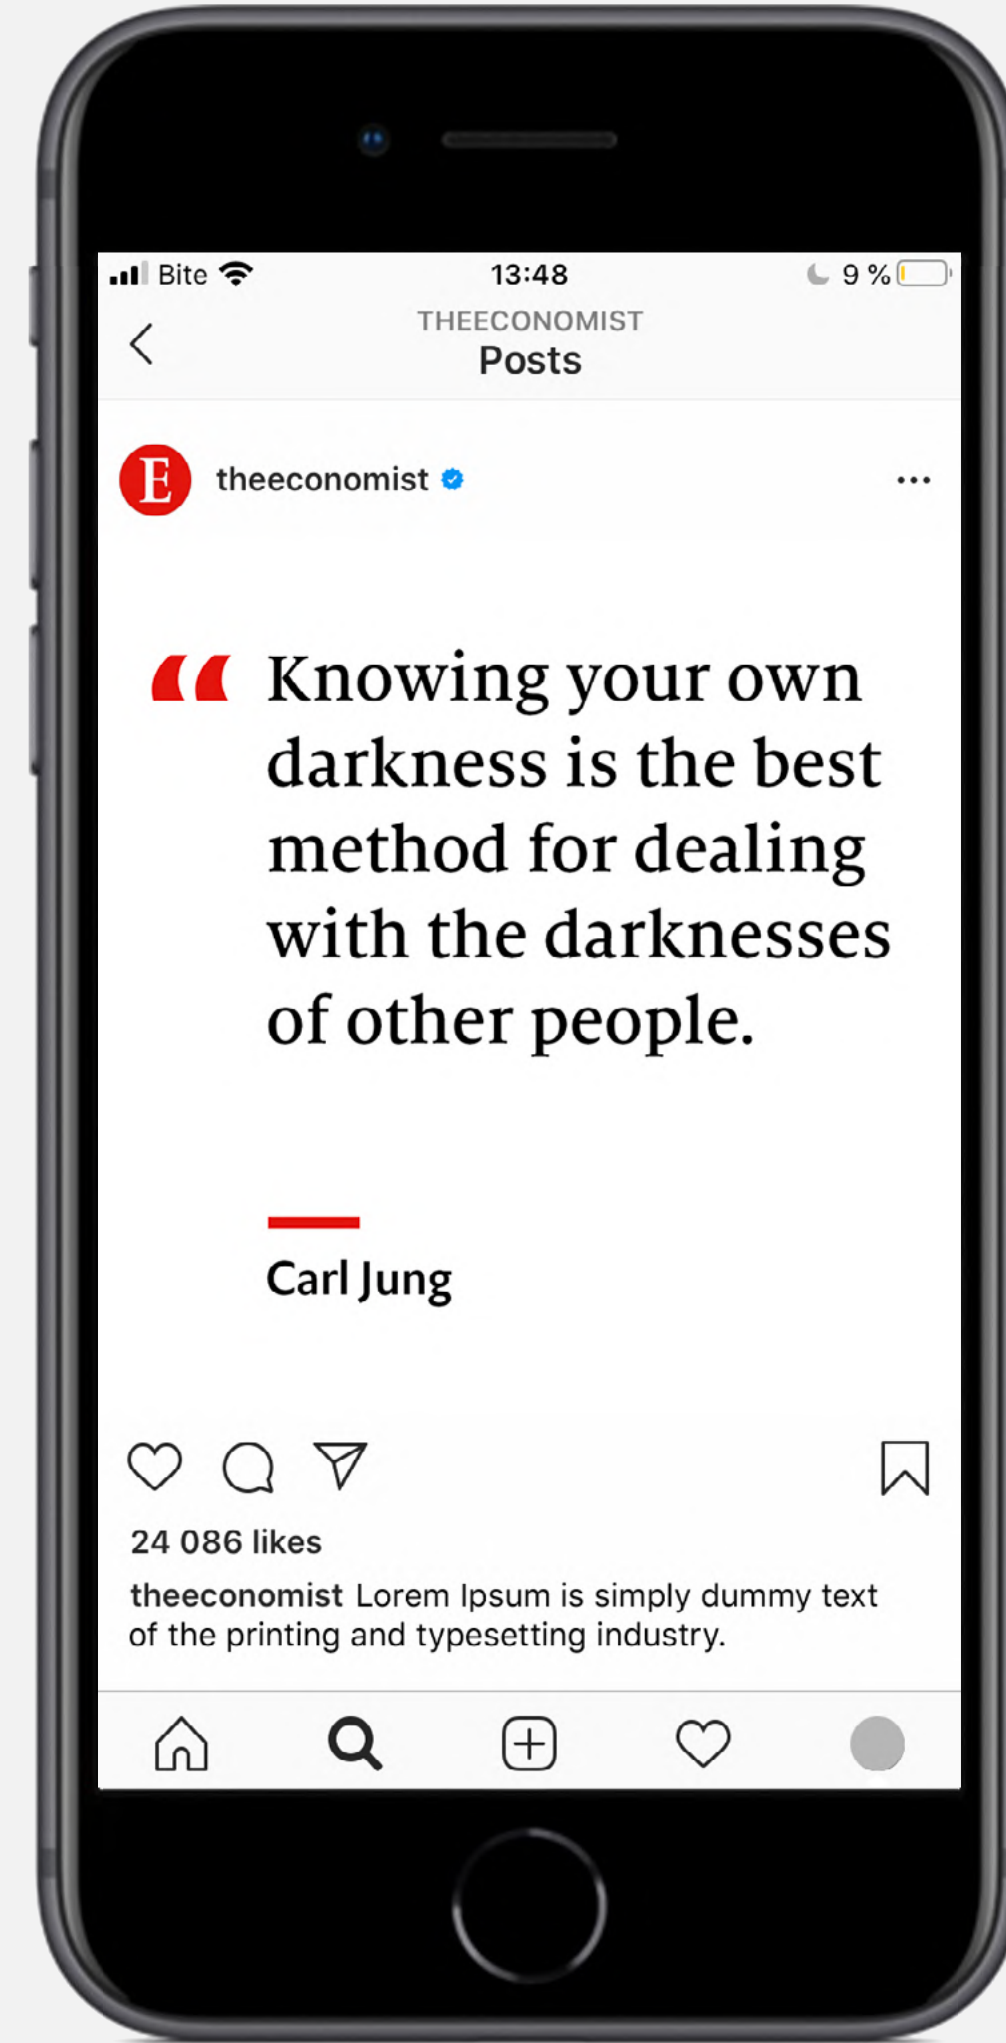 Bite 13:48 9 %
THEECONOMIST
Posts
E theeconomist
“ Knowing your own
darkness is the best
method for dealing
with the darknesses
of other people.
Carl Jung
24 086 likes
theeconomist Lorem Ipsum is simply dummy text
of the printing and typesetting industry.